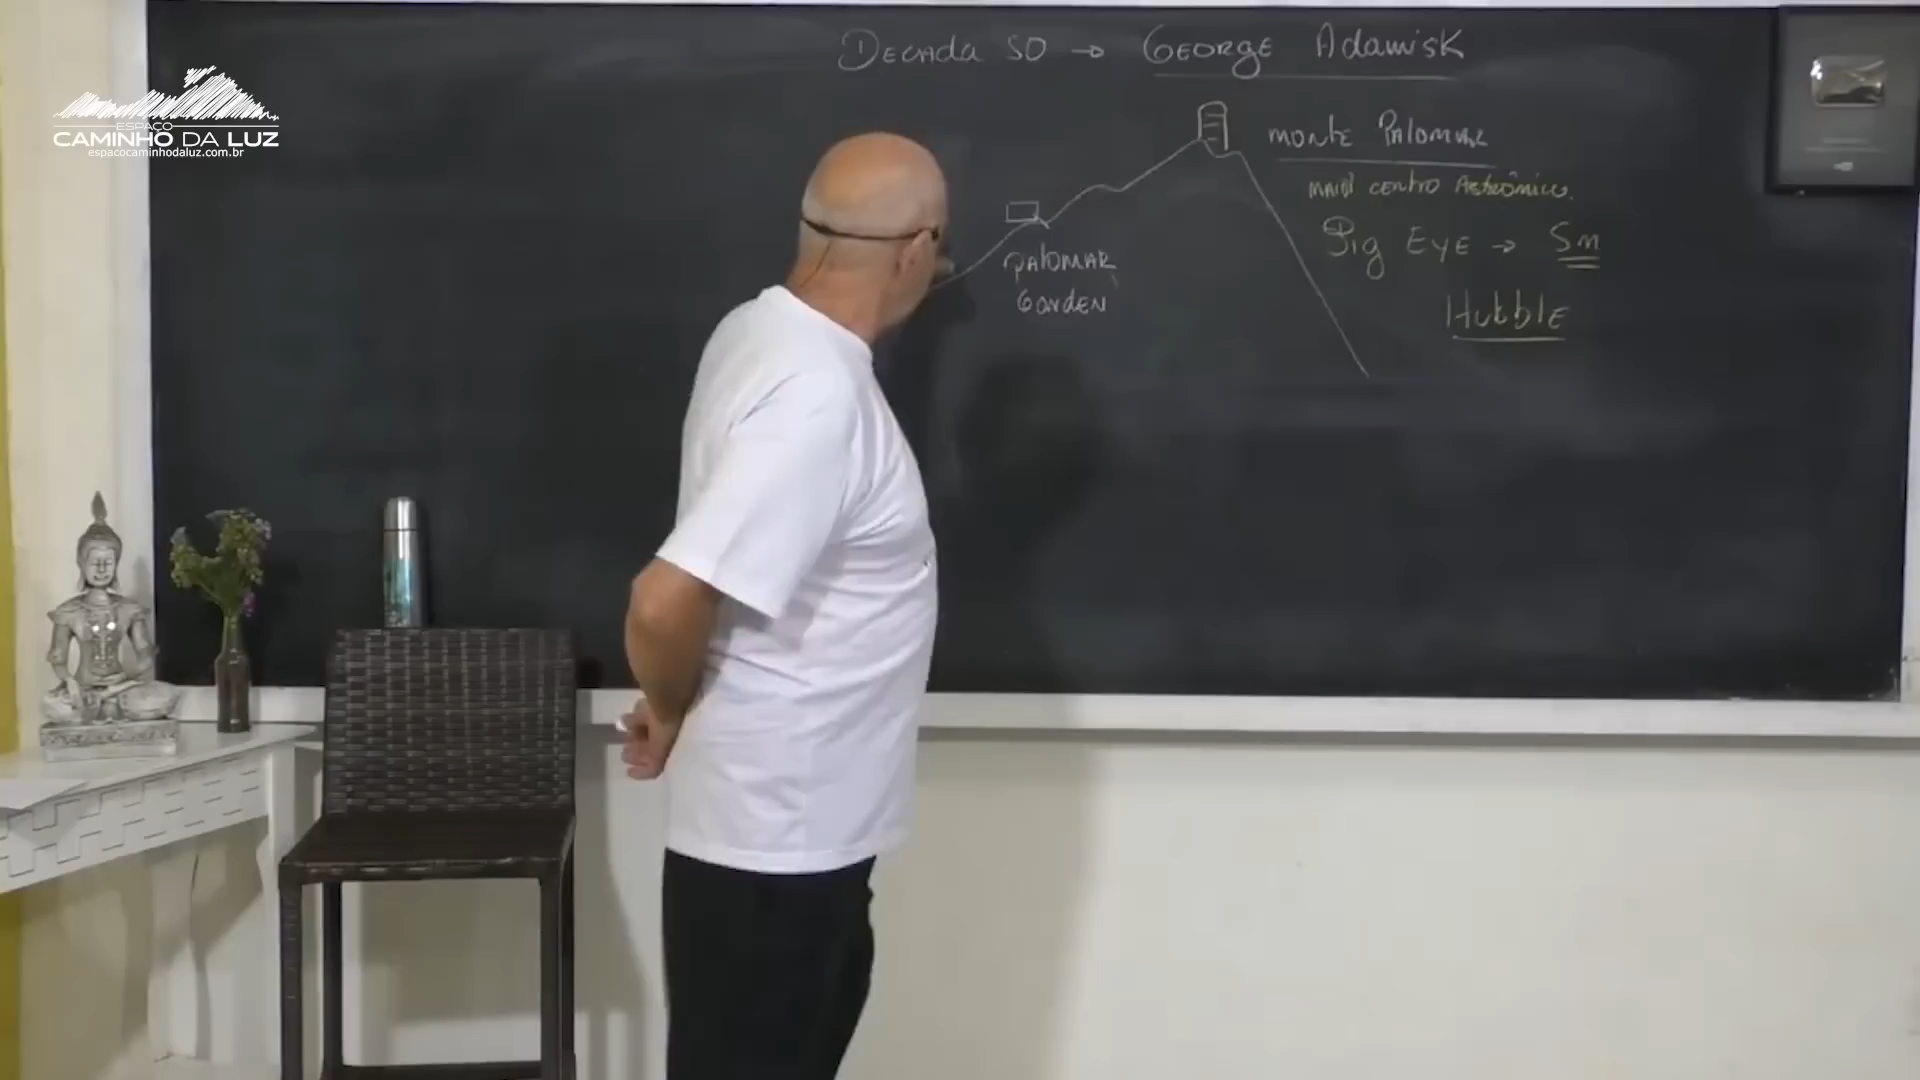 ESPAÇO
CAMINHO DA LUZ
espacocaminhodaluz.com.br
DECADA 50 → GEORGE Adamisk
MONTE PALOMAR
MAIOR CENTRO Astronômico.
Big EYE → 5m
Hubble
PALOMAR
GARDEN